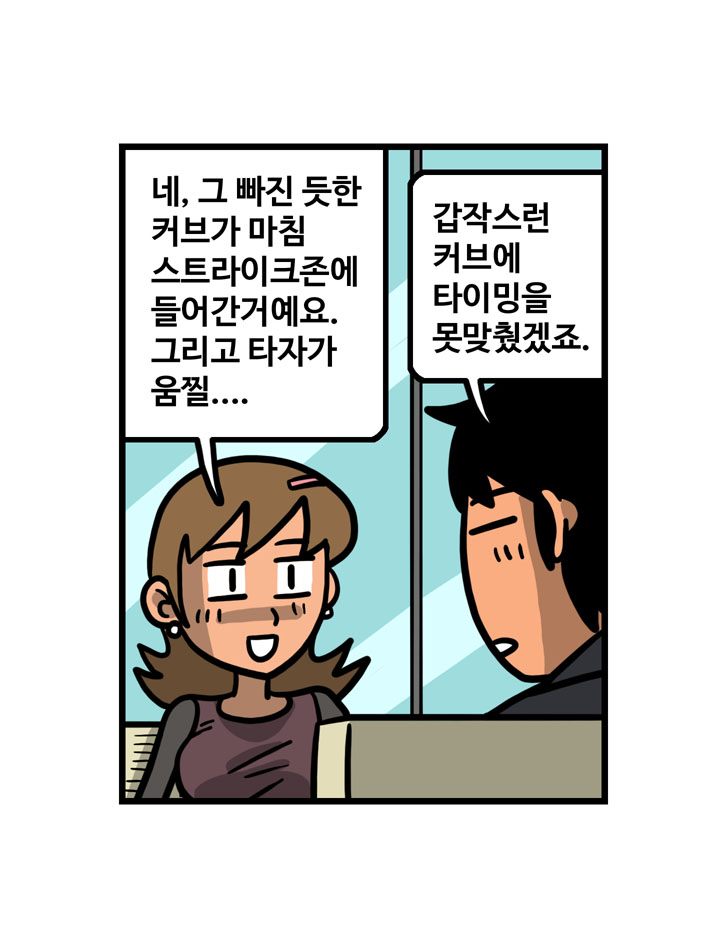 네, 그 빠진 듯한
커브가 마침
스트라이크존에
들어간거예요.
그리고 타자가
움찔....
갑작스런
커브에
타이밍을
못맞췄겠죠.